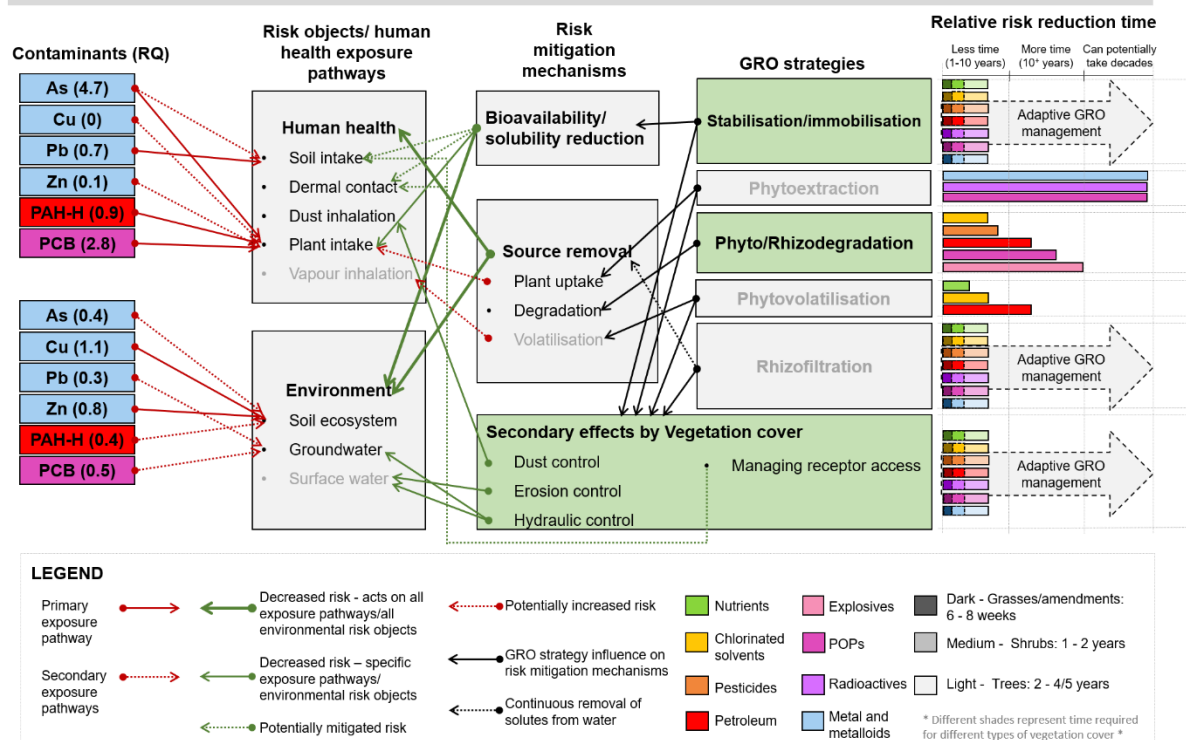 Relative risk reduction time
Less time
(1-10 years)
More time
(10⁺ years)
Can potentially
take decades
Contaminants (RQ)
Risk objects/ human
health exposure
pathways
Risk
mitigation
mechanisms
GRO strategies
As (4.7)
Cu (0)
Pb (0.7)
Zn (0.1)
PAH-H (0.9)
PCB (2.8)
As (0.4)
Cu (1.1)
Pb (0.3)
Zn (0.8)
PAH-H (0.4)
PCB (0.5)
Human health
• Soil intake
• Dermal contact
• Dust inhalation
• Plant intake
• Vapour inhalation
Environment
• Soil ecosystem
• Groundwater
• Surface water
Bioavailability/
solubility reduction
Source removal
• Plant uptake
• Degradation
• Volatilisation
Stabilisation/immobilisation
Phytoextraction
Phyto/Rhizodegradation
Phytovolatilisation
Rhizofiltration
Secondary effects by Vegetation cover
• Dust control
• Erosion control
• Hydraulic control
• Managing receptor access
Adaptive GRO
management
Adaptive GRO
management
Adaptive GRO
management
LEGEND
Primary
exposure
pathway
Secondary
exposure
pathways
Decreased risk - acts on all
exposure pathways/all
environmental risk objects
Decreased risk – specific
exposure pathways/
environmental risk objects
Potentially mitigated risk
Potentially increased risk
GRO strategy influence on
risk mitigation mechanisms
Continuous removal of
solutes from water
Nutrients
Chlorinated
solvents
Pesticides
Petroleum
Explosives
POPs
Radioactives
Metal and
metalloids
Dark - Grasses/amendments:
6 - 8 weeks
Medium - Shrubs: 1 - 2 years
Light - Trees: 2 - 4/5 years
* Different shades represent time required
for different types of vegetation cover *